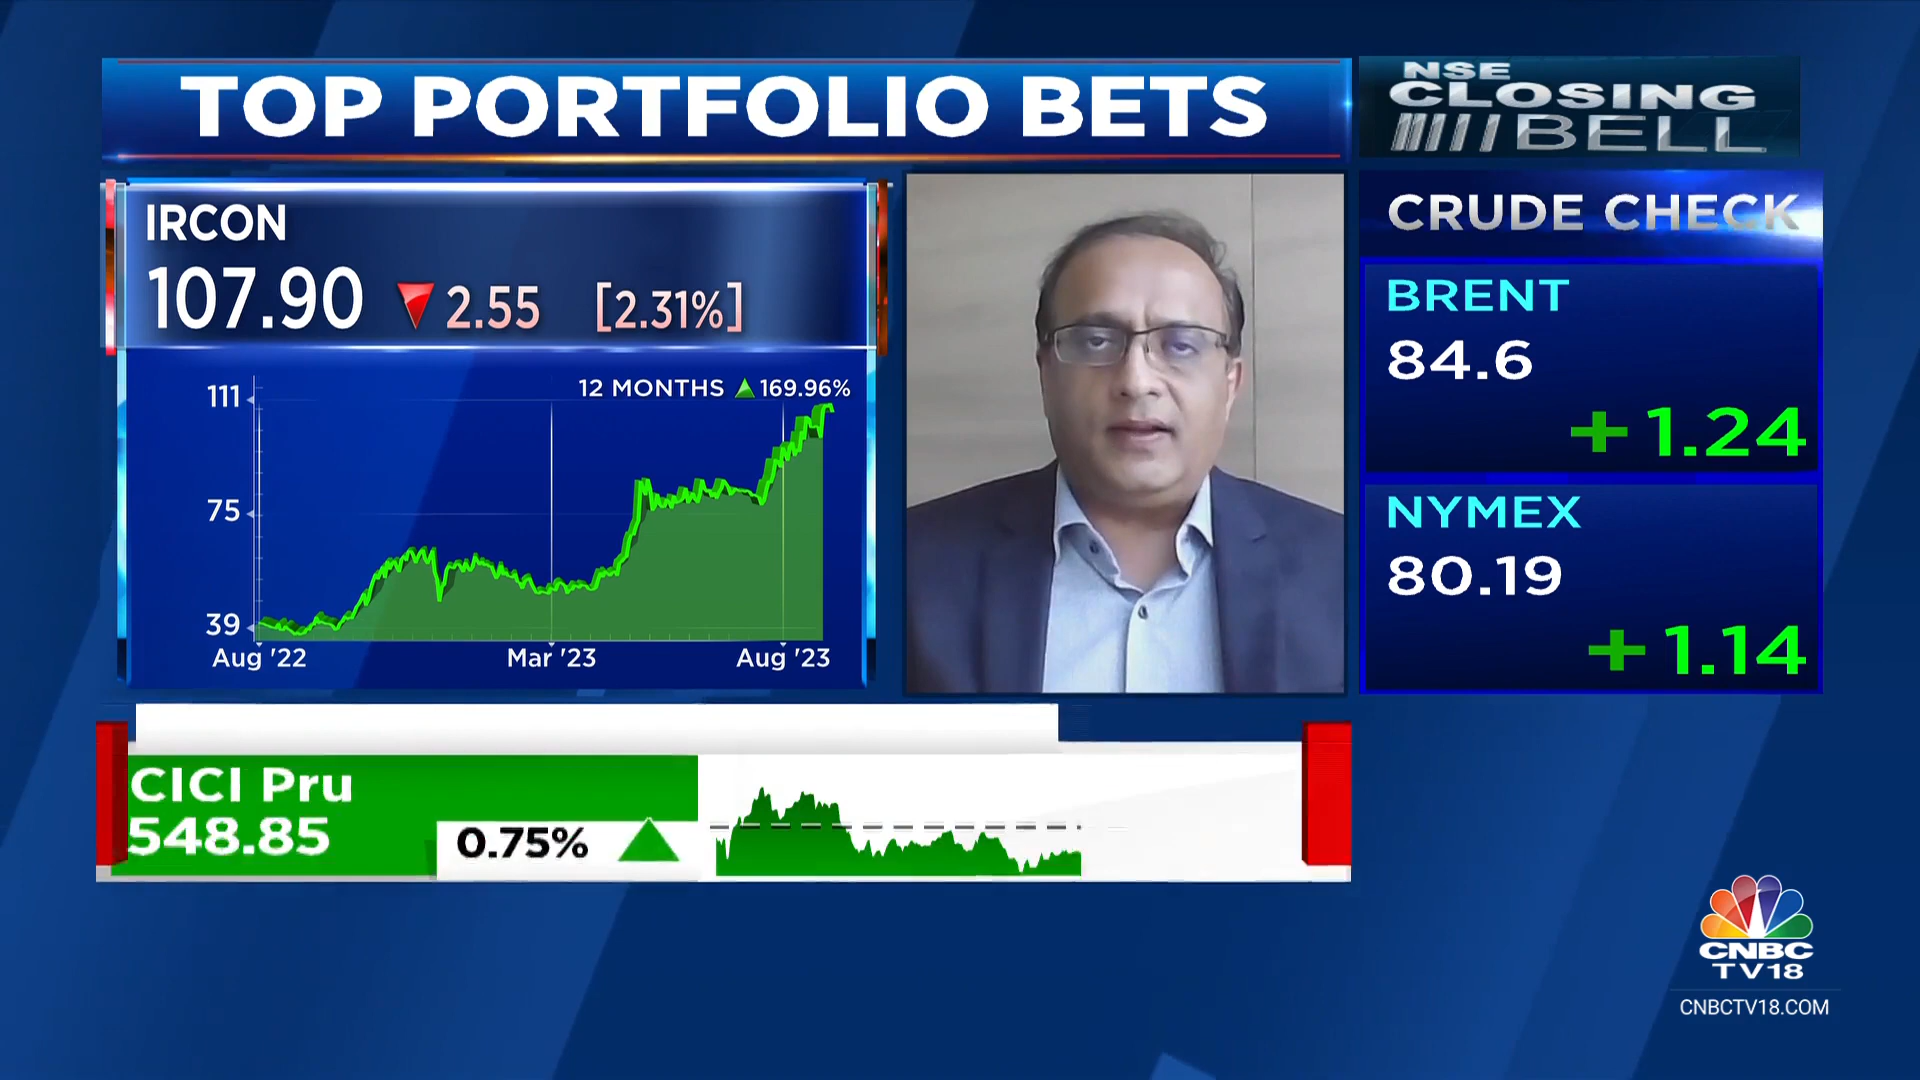 TOP PORTFOLIO BETS
NSE
CLOSING
BELL
IRCON
107.90 ▼ 2.55 [2.31%]
12 MONTHS ▲ 169.96%
111
75
39
Aug '22 Mar '23 Aug '23
CRUDE CHECK
BRENT
84.6
+ 1.24
NYMEX
80.19
+ 1.14
CICI Pru
548.85
0.75%
CNBC
TV18
CNBCTV18.COM